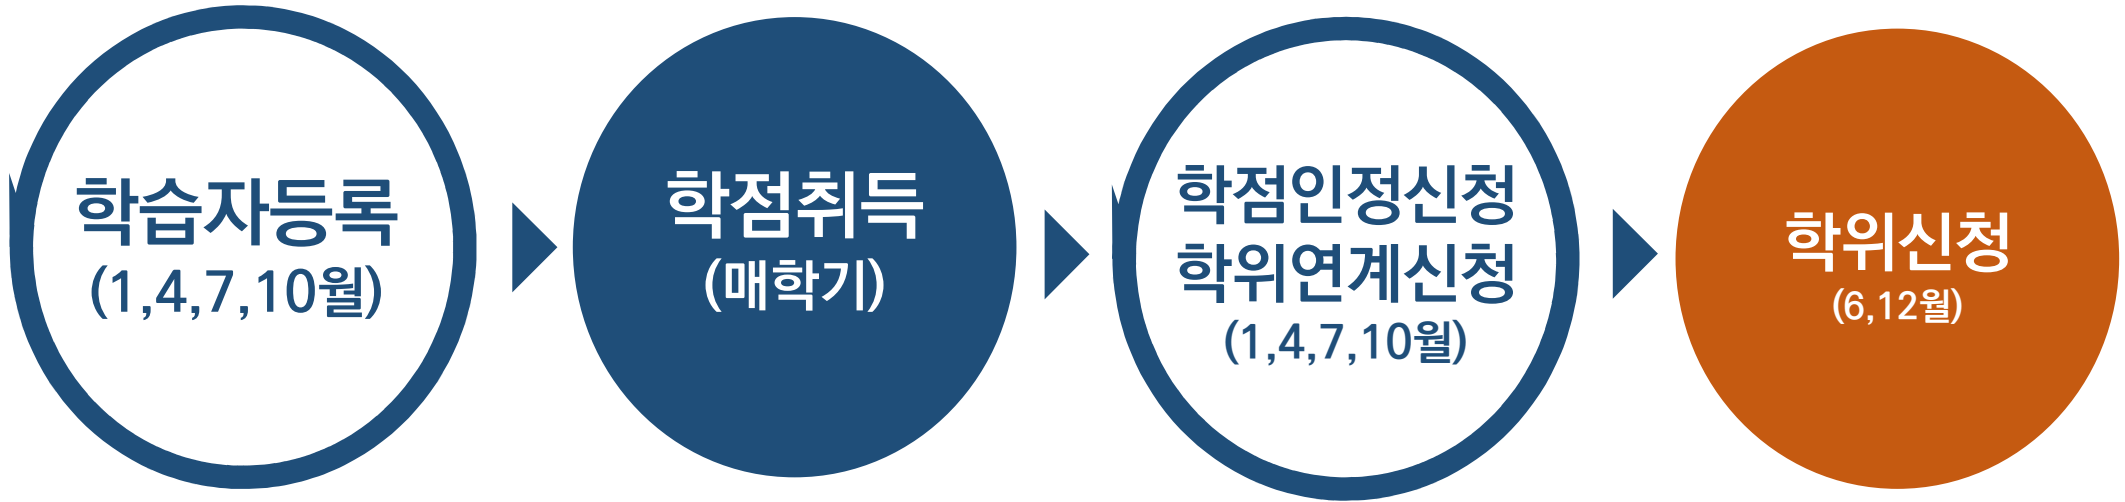 학습자등록
(1,4,7,10월)
학점취득
(매학기)
학점인정신청
학위연계신청
(1,4,7,10월)
학위신청
(6,12월)